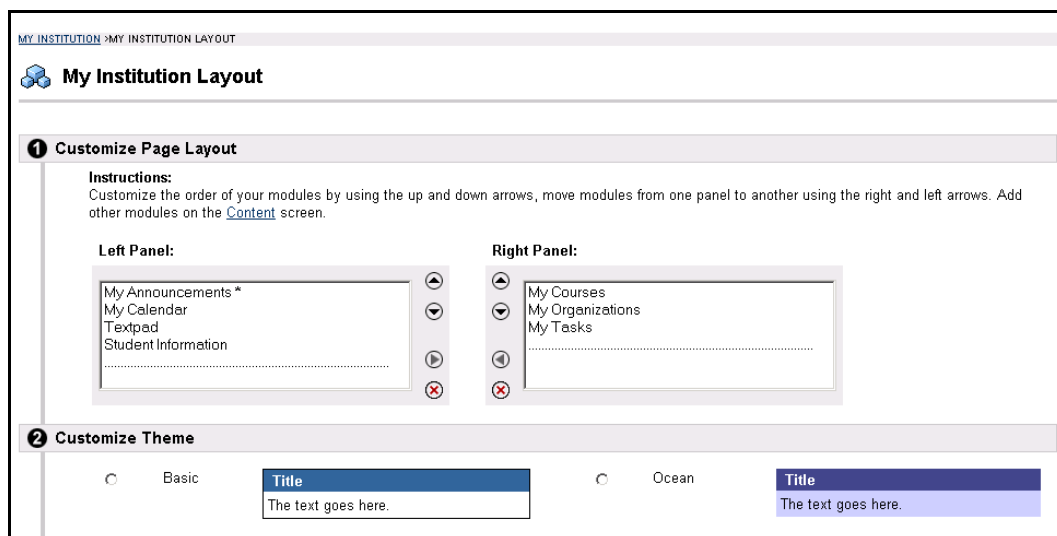 MY INSTITUTION >MY INSTITUTION LAYOUT
My Institution Layout
1 Customize Page Layout
Instructions:
Customize the order of your modules by using the up and down arrows, move modules from one panel to another using the right and left arrows. Add
other modules on the Content screen.
Left Panel:
My Announcements *
My Calendar
Textpad
Student Information
Right Panel:
My Courses
My Organizations
My Tasks
2 Customize Theme
Basic
Title
The text goes here.
Ocean
Title
The text goes here.